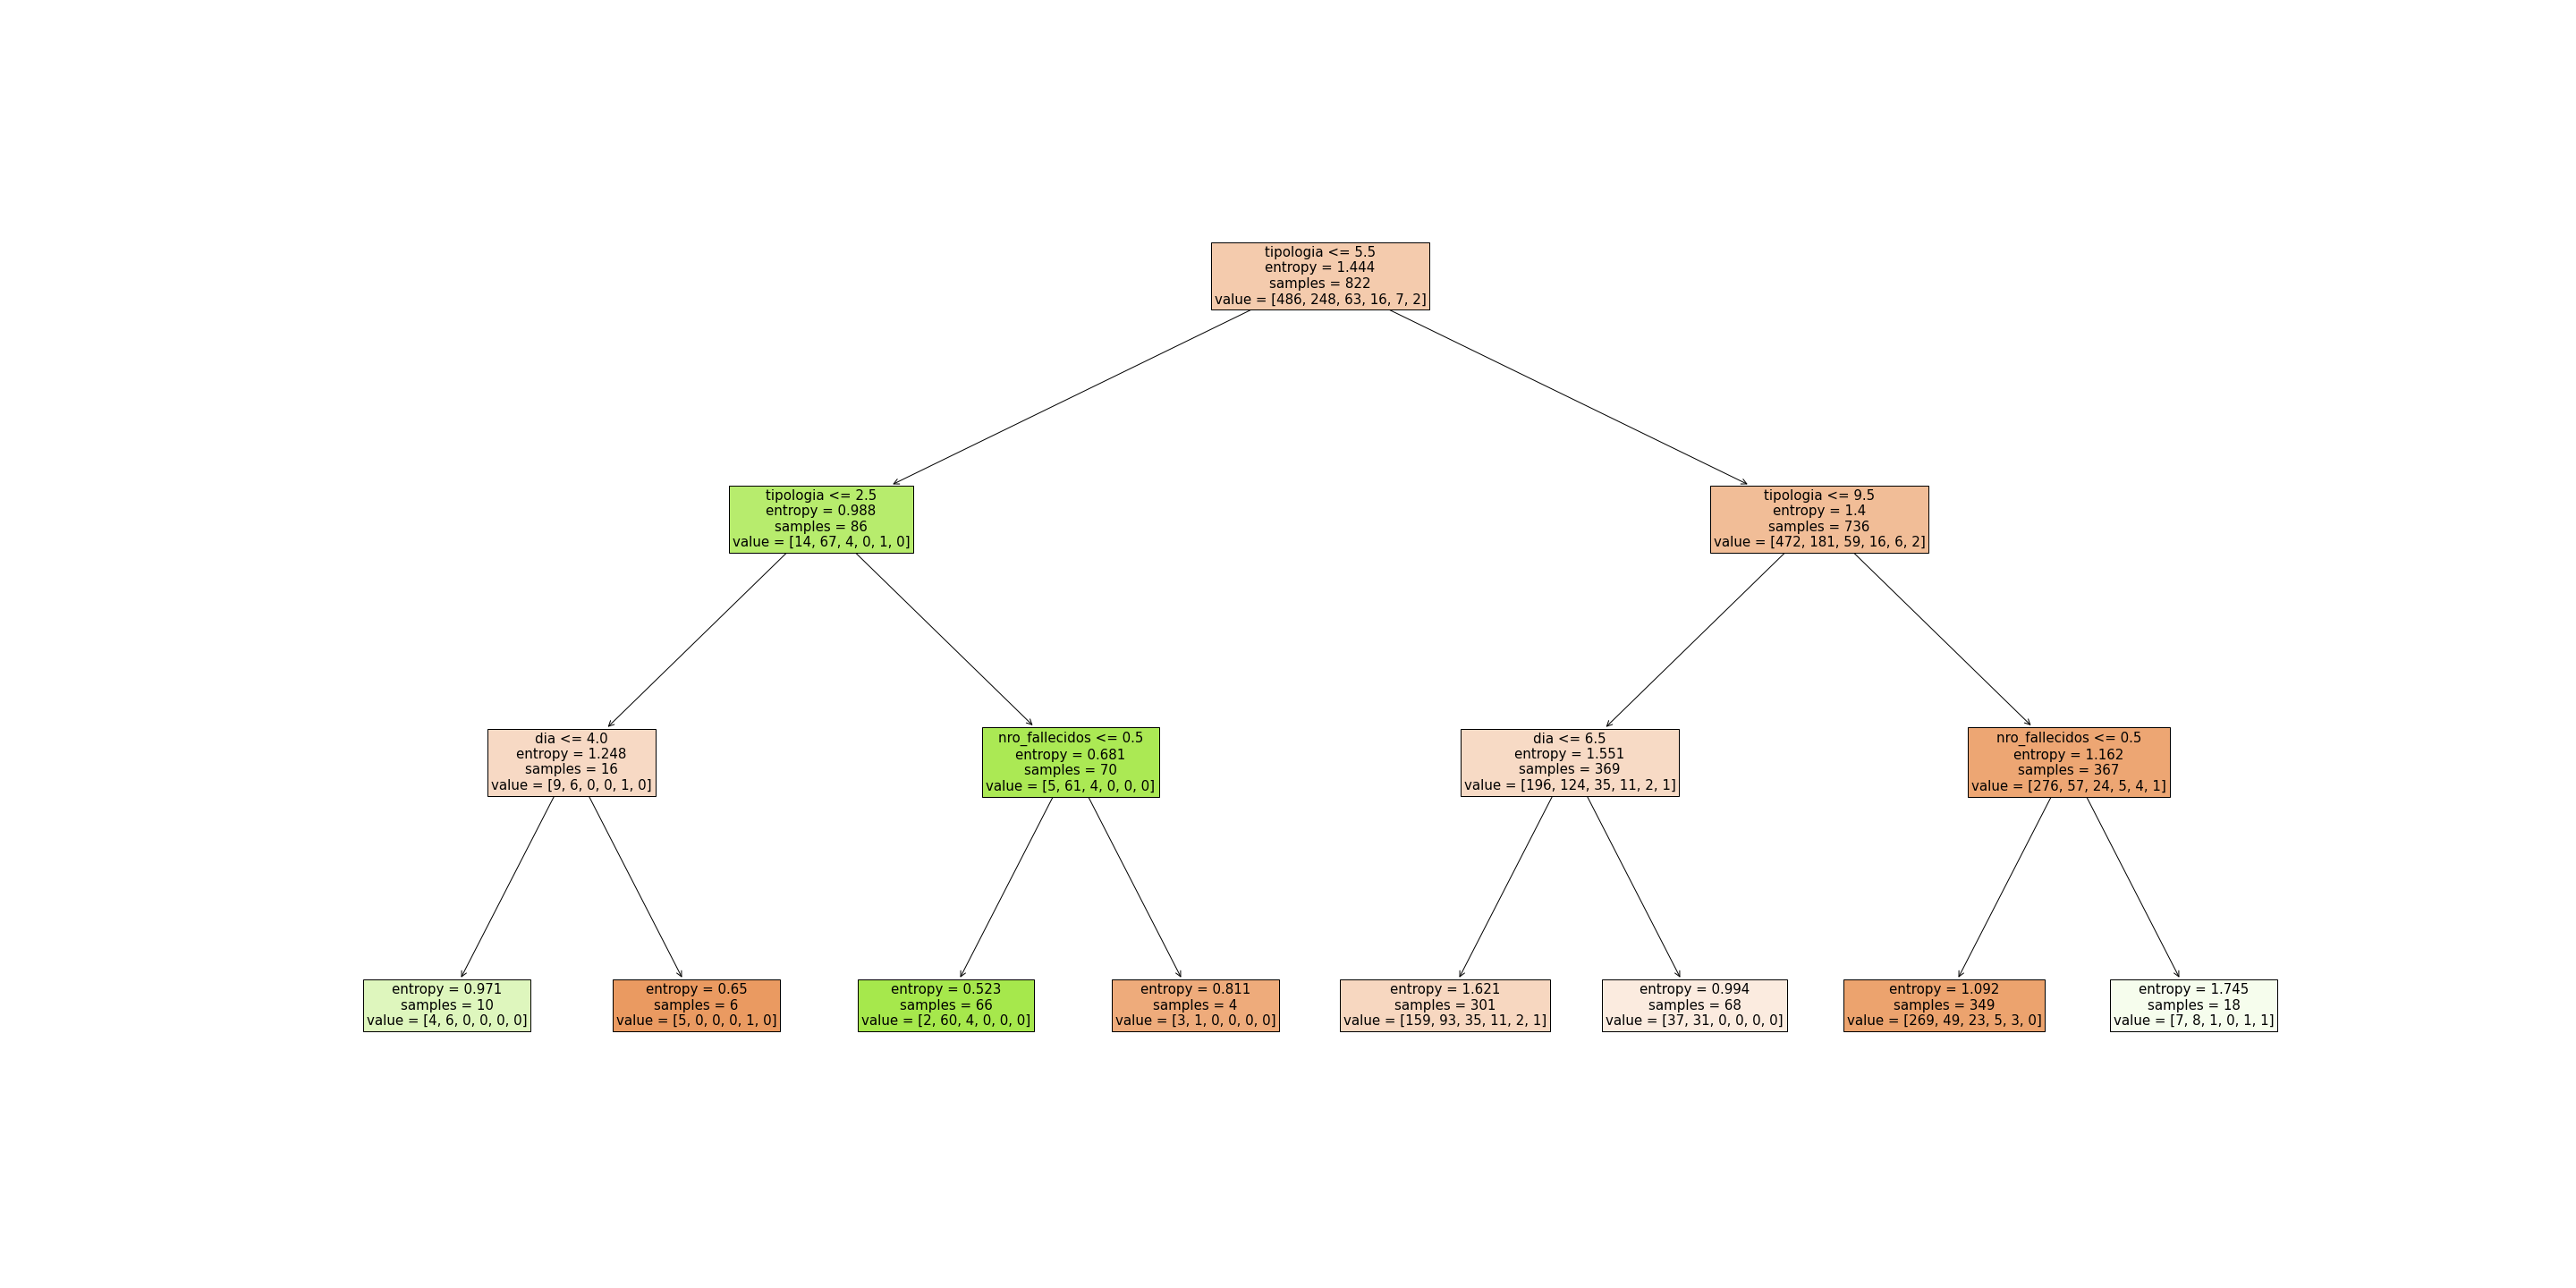 tipologia <= 5.5
entropy = 1.444
samples = 822
value = [486, 248, 63, 16, 7, 2]
tipologia <= 2.5
entropy = 0.988
samples = 86
value = [14, 67, 4, 0, 1, 0]
tipologia <= 9.5
entropy = 1.4
samples = 736
value = [472, 181, 59, 16, 6, 2]
dia <= 4.0
entropy = 1.248
samples = 16
value = [9, 6, 0, 0, 1, 0]
nro_fallecidos <= 0.5
entropy = 0.681
samples = 70
value = [5, 61, 4, 0, 0, 0]
dia <= 6.5
entropy = 1.551
samples = 369
value = [196, 124, 35, 11, 2, 1]
nro_fallecidos <= 0.5
entropy = 1.162
samples = 367
value = [276, 57, 24, 5, 4, 1]
entropy = 0.971
samples = 10
value = [4, 6, 0, 0, 0, 0]
entropy = 0.65
samples = 6
value = [5, 0, 0, 0, 1, 0]
entropy = 0.523
samples = 66
value = [2, 60, 4, 0, 0, 0]
entropy = 0.811
samples = 4
value = [3, 1, 0, 0, 0, 0]
entropy = 1.621
samples = 301
value = [159, 93, 35, 11, 2, 1]
entropy = 0.994
samples = 68
value = [37, 31, 0, 0, 0, 0]
entropy = 1.092
samples = 349
value = [269, 49, 23, 5, 3, 0]
entropy = 1.745
samples = 18
value = [7, 8, 1, 0, 1, 1]